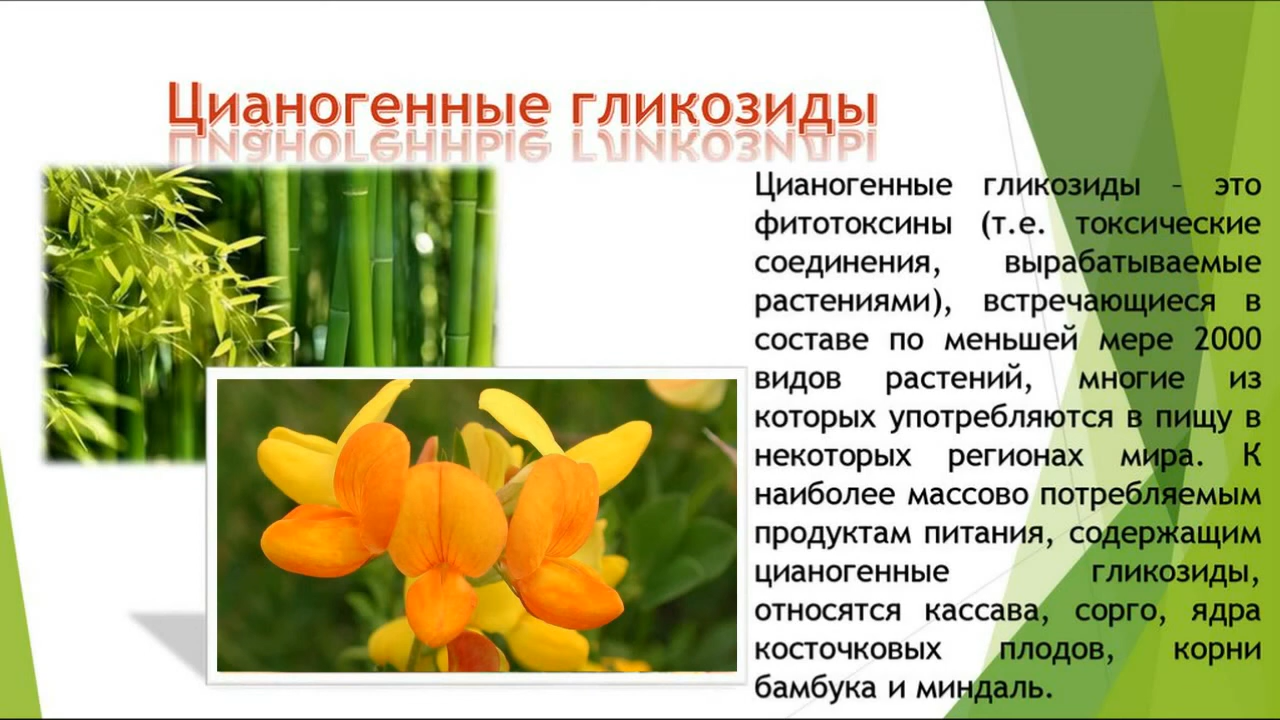 Цианогенные гликозиды
Цианогенные гликозиды – это
фитотоксины (т.е. токсические
соединения, вырабатываемые
растениями), встречающиеся в
составе по меньшей мере 2000
видов растений, многие из
которых употребляются в пищу в
некоторых регионах мира. К
наиболее массово потребляемым
продуктам питания, содержащим
цианогенные гликозиды,
относятся кассава, сорго, ядра
косточковых плодов, корни
бамбука и миндаль.